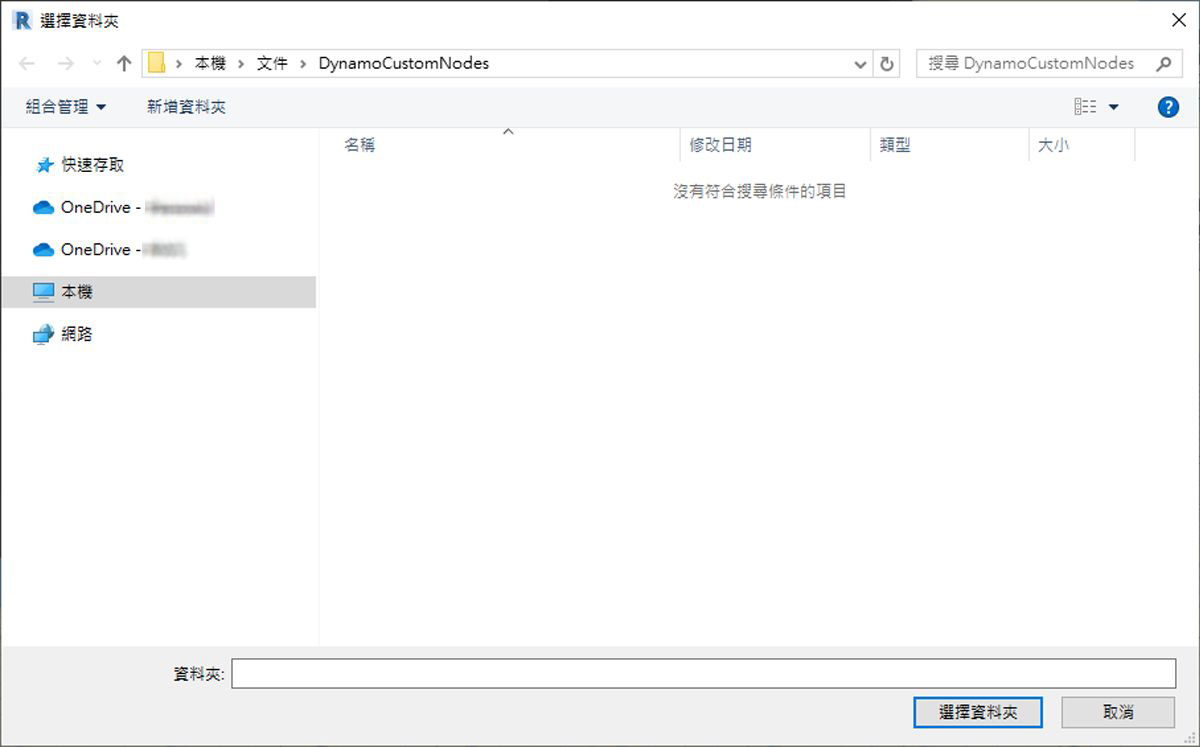 選擇資料夾
本機 > 文件 > DynamoCustomNodes
搜尋 DynamoCustomNodes
組合管理
新增資料夾
名稱
修改日期
類型
大小
沒有符合搜尋條件的項目
快速存取
OneDrive -
OneDrive -
本機
網路
資料夾:
選擇資料夾
取消